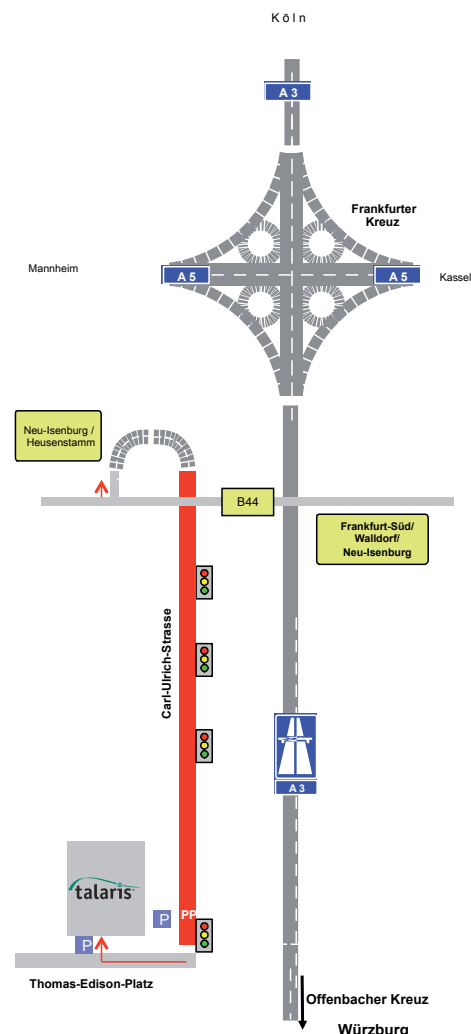 Köln
A 3
Frankfurter
Kreuz
Mannheim
A 5
A 5
Kassel
Neu-Isenburg /
Heusenstamm
B44
Frankfurt-Süd/
Walldorf/
Neu-Isenburg
Carl-Ulrich-Strasse
A 3
talaris
P
PP
P
Thomas-Edison-Platz
Offenbacher Kreuz
Würzburg